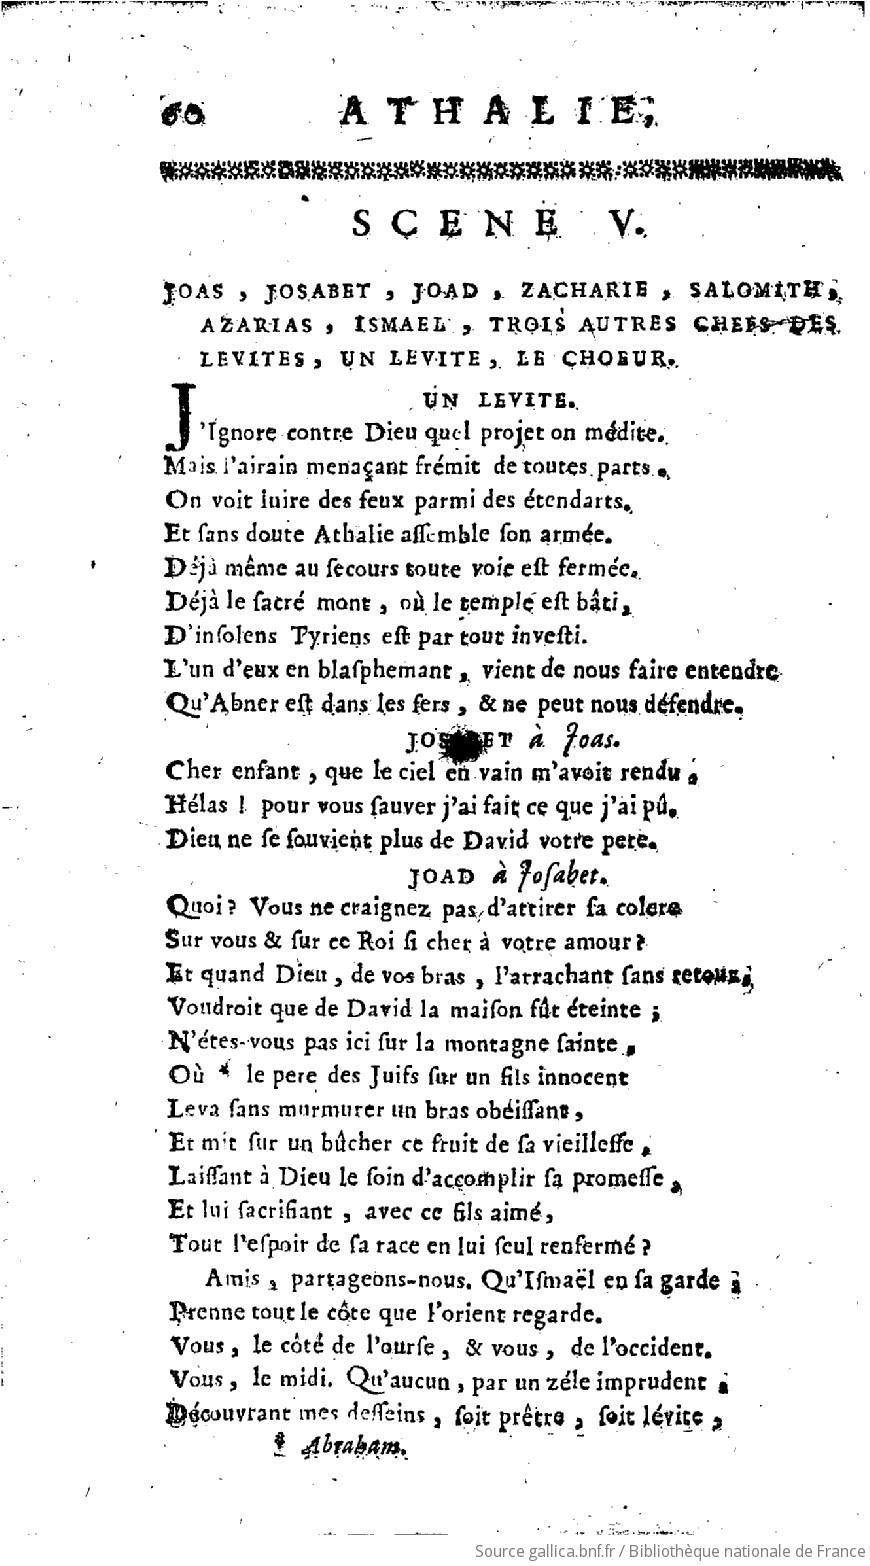 60 ATHALIE,
SCENE V.
JOAS, JOSABET, JOAD, ZACHARIE, SALOMITH,
AZARIAS, ISMAEL, TROIS AUTRES CHEFS DES
LEVITES, UN LEVITE, LE CHOEUR.
UN LEVITE.
J'Ignore contre Dieu quel projet on médite.
Mais l'airain menaçant frémit de toutes parts.
On voit luire des feux parmi des étendarts.
Et ſans doute Athalie aſſemble ſon armée.
Déjà même au ſecours toute voie eſt fermée.
Déjà le ſacré mont, où le temple eſt bâti,
D'inſolens Tyriens eſt par tout inveſti.
L'un d'eux en blaſphemant, vient de nous faire entendre
Qu'Abner eſt dans les fers, & ne peut nous défendre.
JOSABET à Joas.
Cher enfant, que le ciel en vain m'avoit rendu,
Hélas ! pour vous ſauver j'ai fait ce que j'ai pû.
Dieu ne ſe ſouvient plus de David votre pere.
JOAD à Joſabet.
Quoi? Vous ne craignez pas d'attirer ſa colere
Sur vous & ſur ce Roi ſi cher à votre amour?
Et quand Dieu, de vos bras, l'arrachant ſans retour,
Voudroit que de David la maiſon fût éteinte ;
N'étes-vous pas ici ſur la montagne ſainte,
Où * le pere des Juifs ſur un fils innocent
Leva ſans murmurer un bras obéiſſant,
Et mit ſur un bûcher ce fruit de ſa vieilleſſe,
Laiſſant à Dieu le ſoin d'accomplir ſa promeſſe,
Et lui ſacrifiant, avec ce fils aimé,
Tout l'eſpoir de ſa race en lui ſeul renfermé?
Amis, partageons-nous. Qu'Iſmaël en ſa garde
Prenne tout le côte que l'orient regarde.
Vous, le côté de l'ourſe, & vous, de l'occident.
Vous, le midi. Qu'aucun, par un zéle imprudent,
Découvrant mes deſſeins, ſoit prêtre, ſoit lévite,
* Abraham.
Source gallica.bnf.fr / Bibliothèque nationale de France